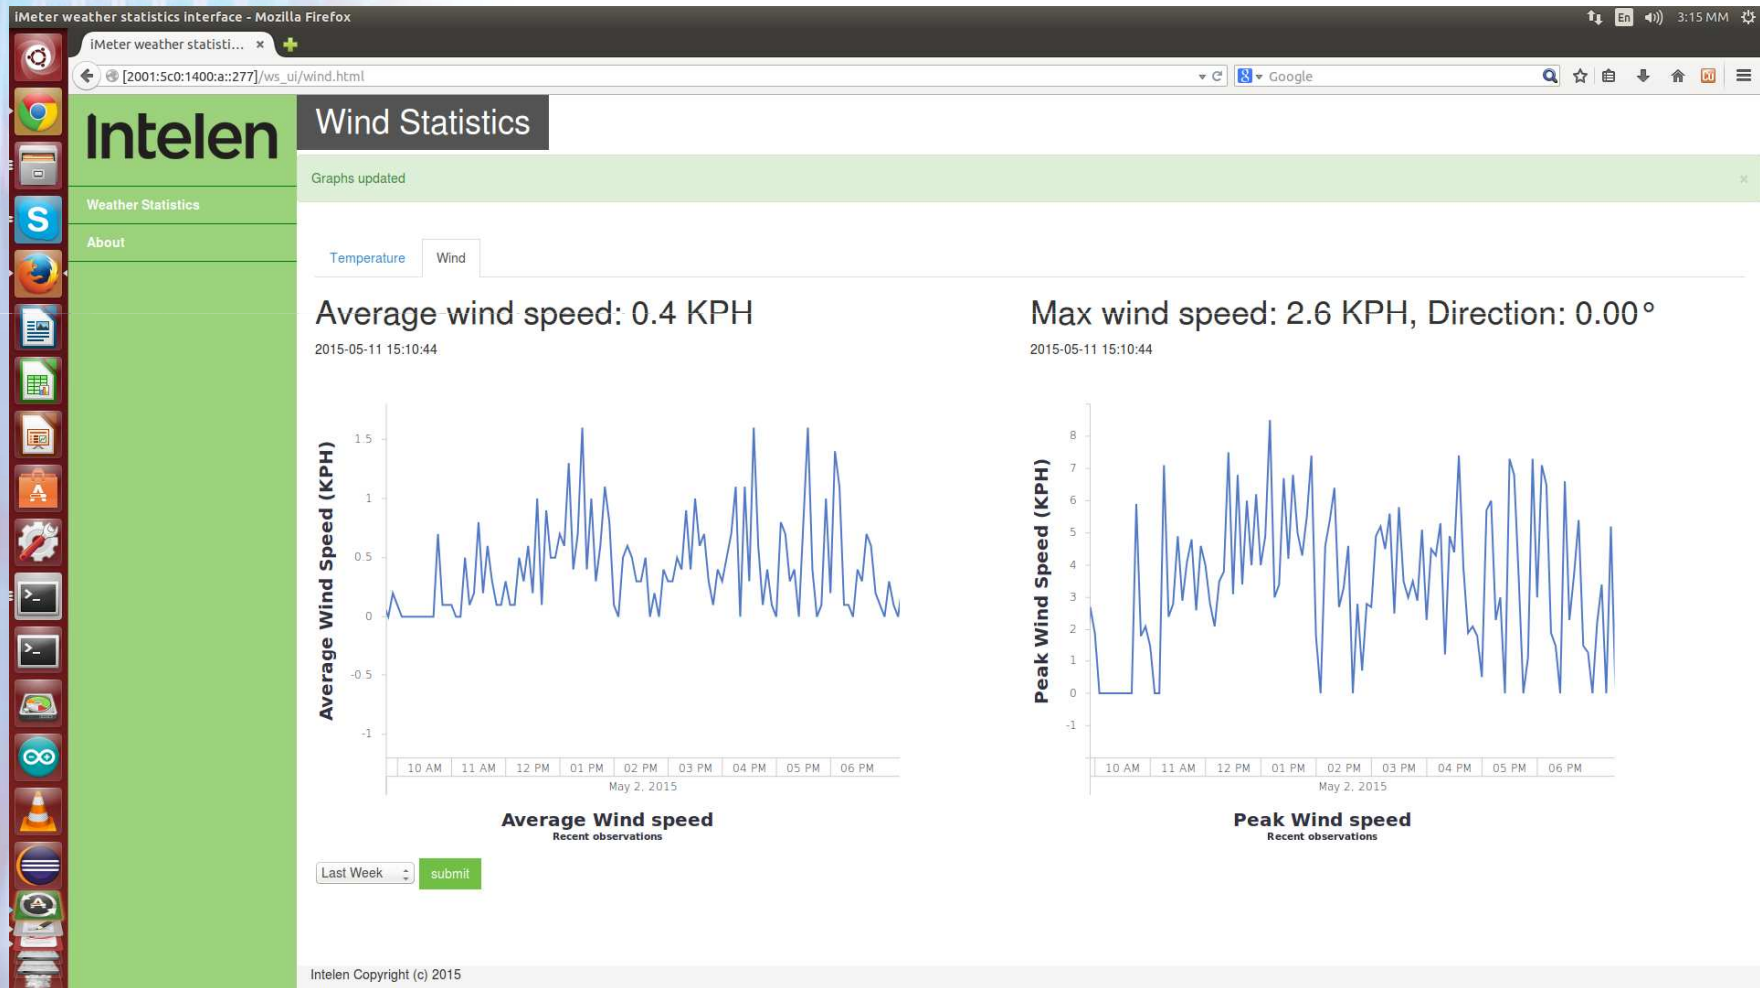 iMeter weather statistics interface - Mozilla Firefox
En
3:15 ΜΜ
iMeter weather statisti... ×
[2001:5c0:1400:a::277]/ws_ui/wind.html
Google
Intelen
Weather Statistics
About
Wind Statistics
Graphs updated
×
Temperature
Wind
Average wind speed: 0.4 KPH
2015-05-11 15:10:44
Average Wind Speed (KPH)
1.5
1
0.5
0
-0.5
-1
10 AM 11 AM 12 PM 01 PM 02 PM 03 PM 04 PM 05 PM 06 PM
May 2, 2015
Average Wind speed
Recent observations
Max wind speed: 2.6 KPH, Direction: 0.00°
2015-05-11 15:10:44
Peak Wind Speed (KPH)
8
7
6
5
4
3
2
1
0
-1
10 AM 11 AM 12 PM 01 PM 02 PM 03 PM 04 PM 05 PM 06 PM
May 2, 2015
Peak Wind speed
Recent observations
Last Week
submit
Intelen Copyright (c) 2015